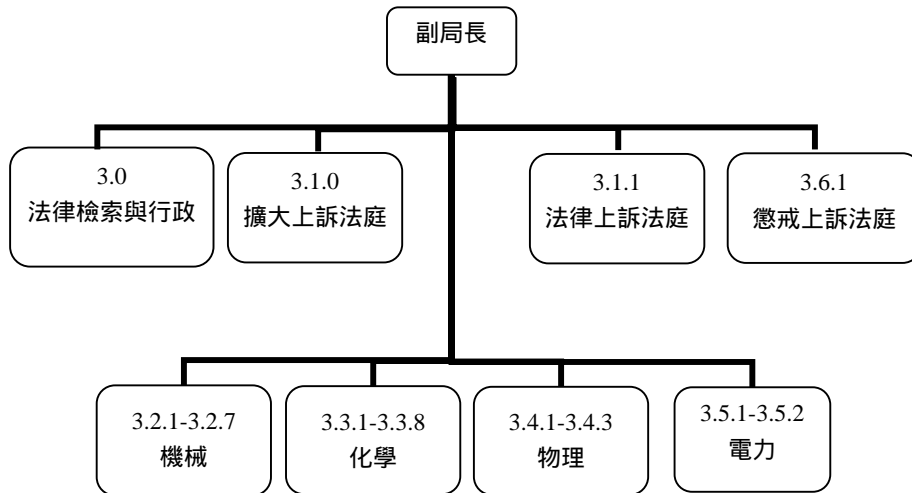 副局長
3.0
法律檢索與行政
3.1.0
擴大上訴法庭
3.1.1
法律上訴法庭
3.6.1
懲戒上訴法庭
3.2.1-3.2.7
機械
3.3.1-3.3.8
化學
3.4.1-3.4.3
物理
3.5.1-3.5.2
電力